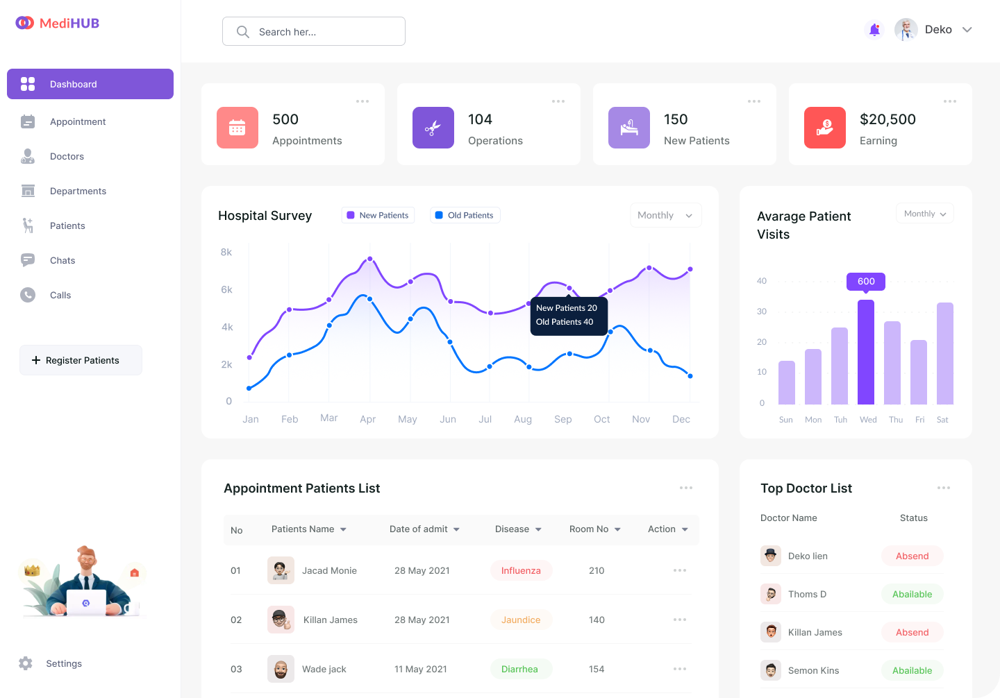 MediHUB
Search her...
Deko
Dashboard
Appointment
Doctors
Departments
Patients
Chats
Calls
Register Patients
Settings
500
Appointments
104
Operations
150
New Patients
$20,500
Earning
Hospital Survey
New Patients
Old Patients
Monthly
8k
6k
4k
2k
0
New Patients 20
Old Patients 40
Jan Feb Mar Apr May Jun Jul Aug Sep Oct Nov Dec
Avarage Patient
Visits
Monthly
600
40
30
20
10
0
Sun Mon Tuh Wed Thu Fri Sat
Appointment Patients List
No Patients Name Date of admit Disease Room No Action
01 Jacad Monie 28 May 2021 Influenza 210
02 Killan James 28 May 2021 Jaundice 140
03 Wade jack 11 May 2021 Diarrhea 154
Top Doctor List
Doctor Name Status
Deko lien Absend
Thoms D Abailable
Killan James Absend
Semon Kins Abailable